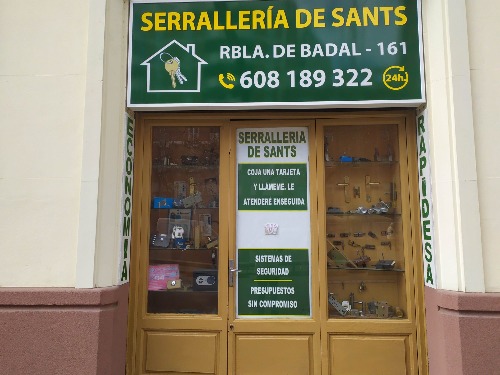 SERRALLERÍA DE SANTS
RBLA. DE BADAL - 161
608 189 322
24h.
ECONOMIA
SERRALLERIA
DE SANTS
COJA UNA TARJETA
Y LLAMEME. LE
ATENDERE ENSEGUIDA
SISTEMAS DE
SEGURIDAD
PRESUPUESTOS
SIN COMPROMISO
RAPIDESA